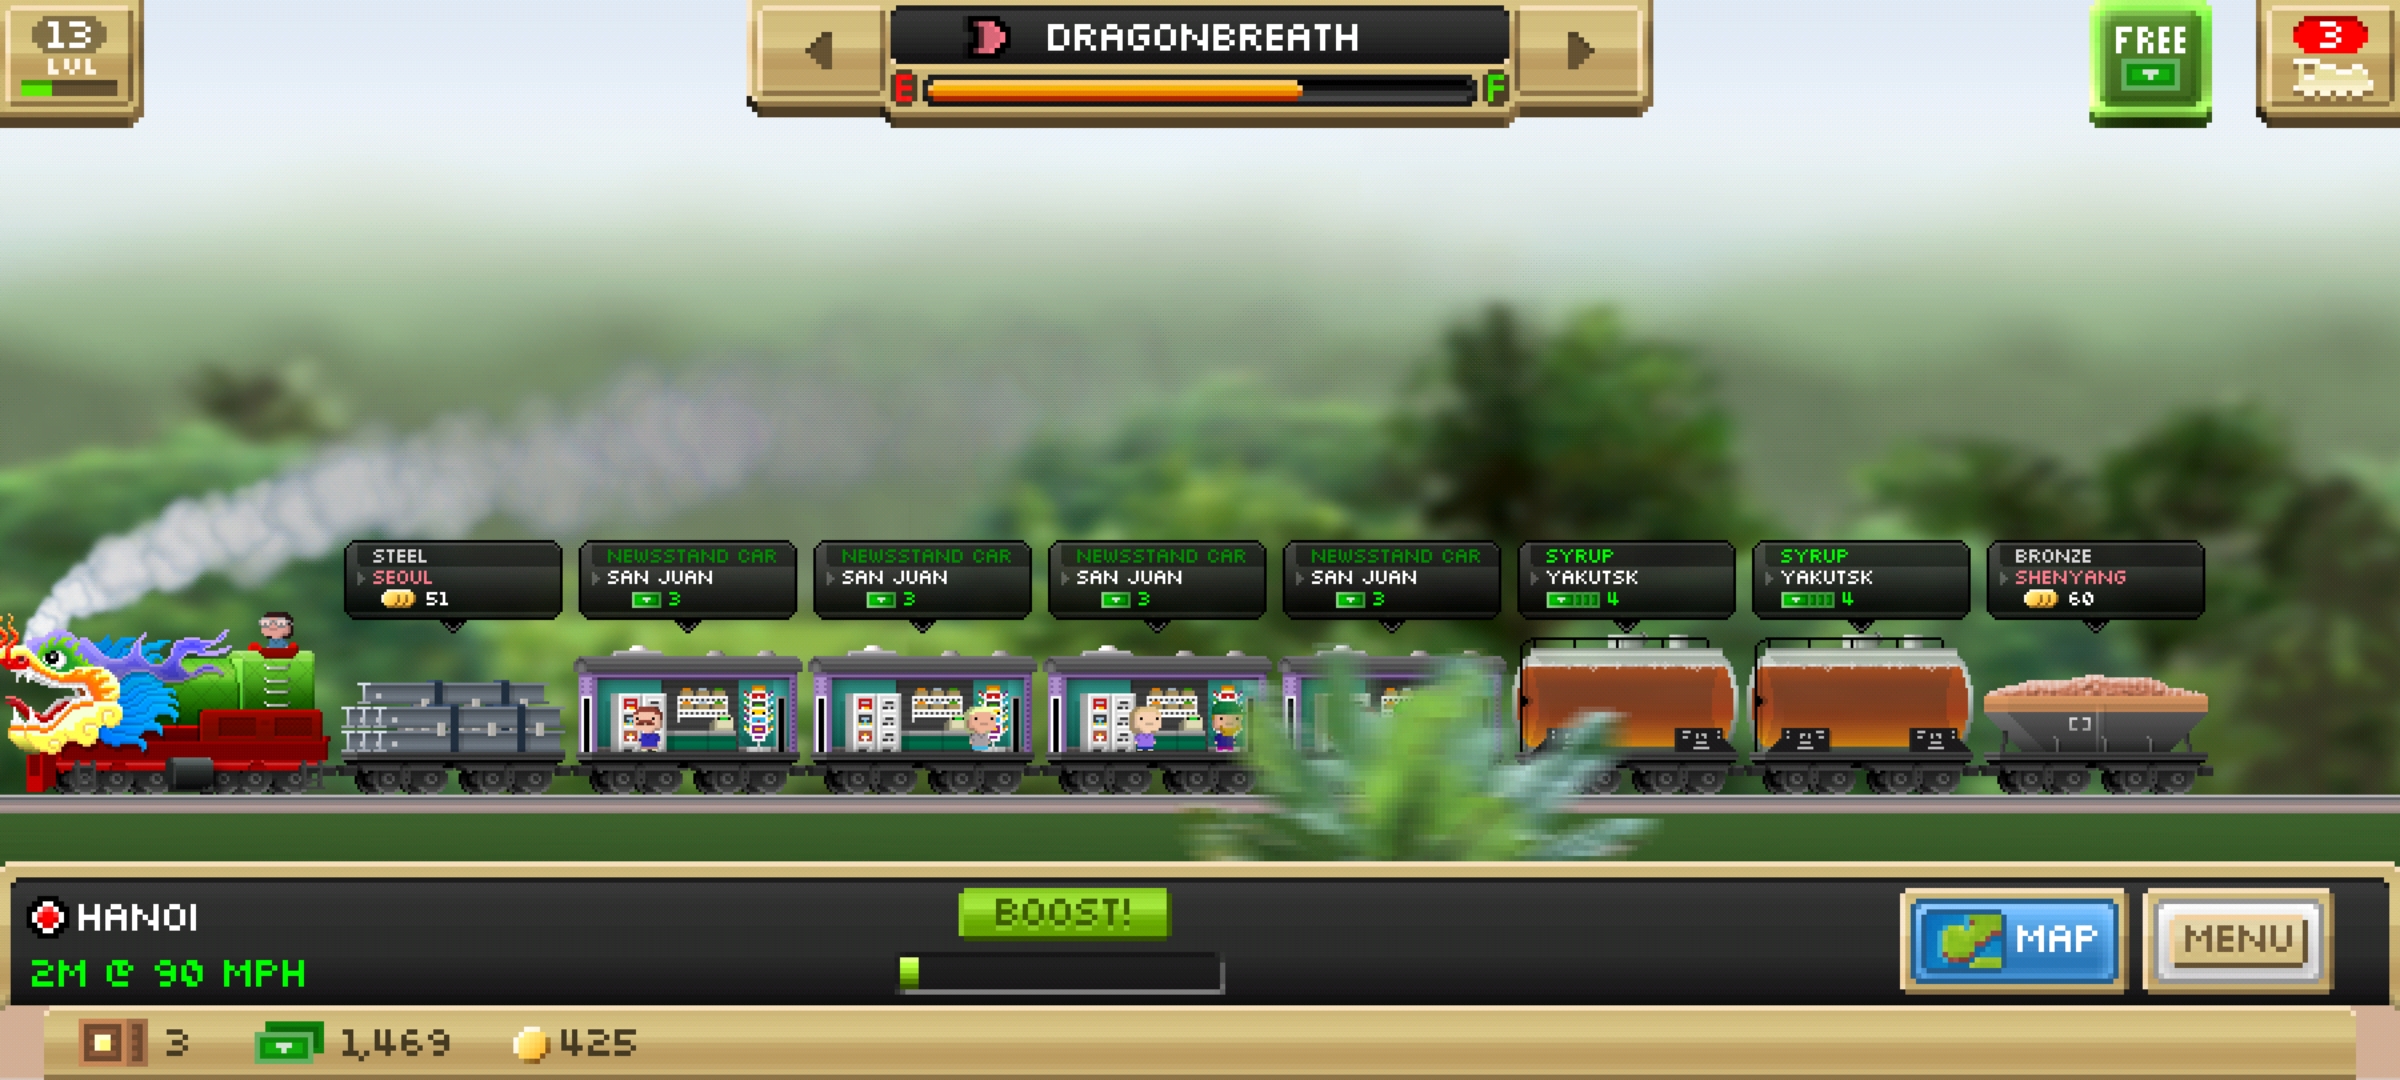 13
LVL
DRAGONBREATH
E
F
FREE
3
STEEL
SEOUL
51
NEWSSTAND CAR
SAN JUAN
3
NEWSSTAND CAR
SAN JUAN
3
NEWSSTAND CAR
SAN JUAN
3
NEWSSTAND CAR
SAN JUAN
3
SYRUP
YAKUTSK
4
SYRUP
YAKUTSK
4
BRONZE
SHENYANG
60
HANOI
2M @ 90 MPH
BOOST!
MAP
MENU
3
1,469
425